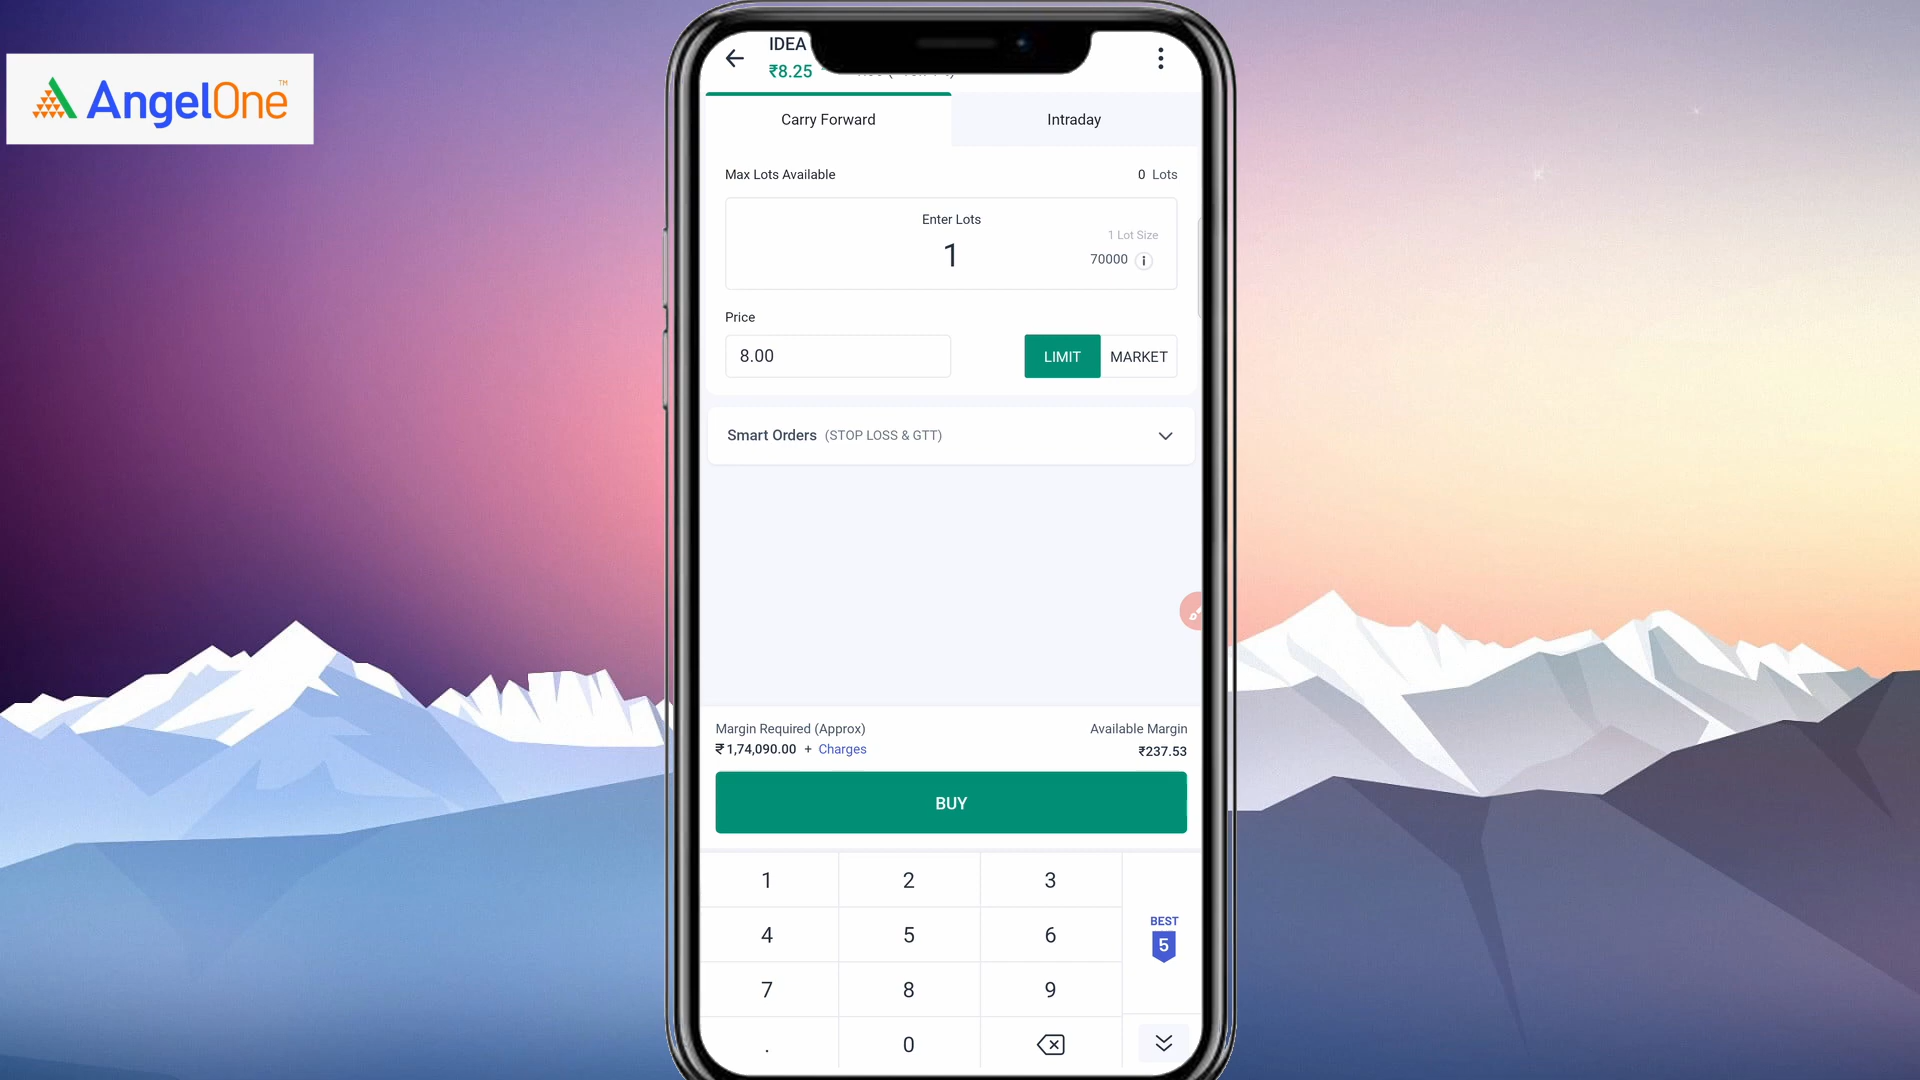 AngelOne™
IDEA
₹8.25
Carry Forward
Intraday
Max Lots Available
0 Lots
Enter Lots
1
1 Lot Size
70000
Price
8.00
LIMIT
MARKET
Smart Orders (STOP LOSS & GTT)
Margin Required (Approx)
Available Margin
₹1,74,090.00 + Charges
₹237.53
BUY
1 2 3
BEST
5
4 5 6
7 8 9
. 0